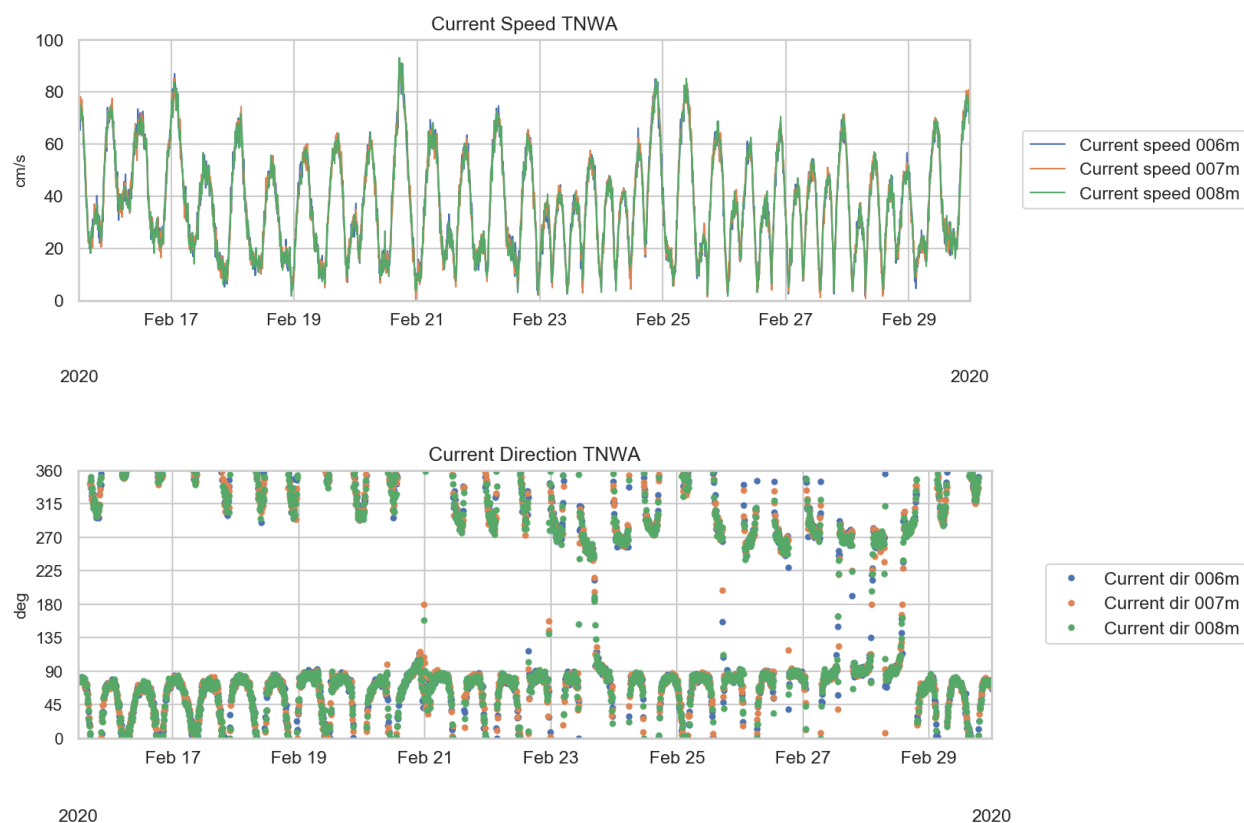 Current Speed TNWA
100
80
60
40
20
0
cm/s
Feb 17 Feb 19 Feb 21 Feb 23 Feb 25 Feb 27 Feb 29
2020 2020
Current speed 006m
Current speed 007m
Current speed 008m
Current Direction TNWA
360
315
270
225
180
135
90
45
0
deg
Feb 17 Feb 19 Feb 21 Feb 23 Feb 25 Feb 27 Feb 29
2020 2020
Current dir 006m
Current dir 007m
Current dir 008m